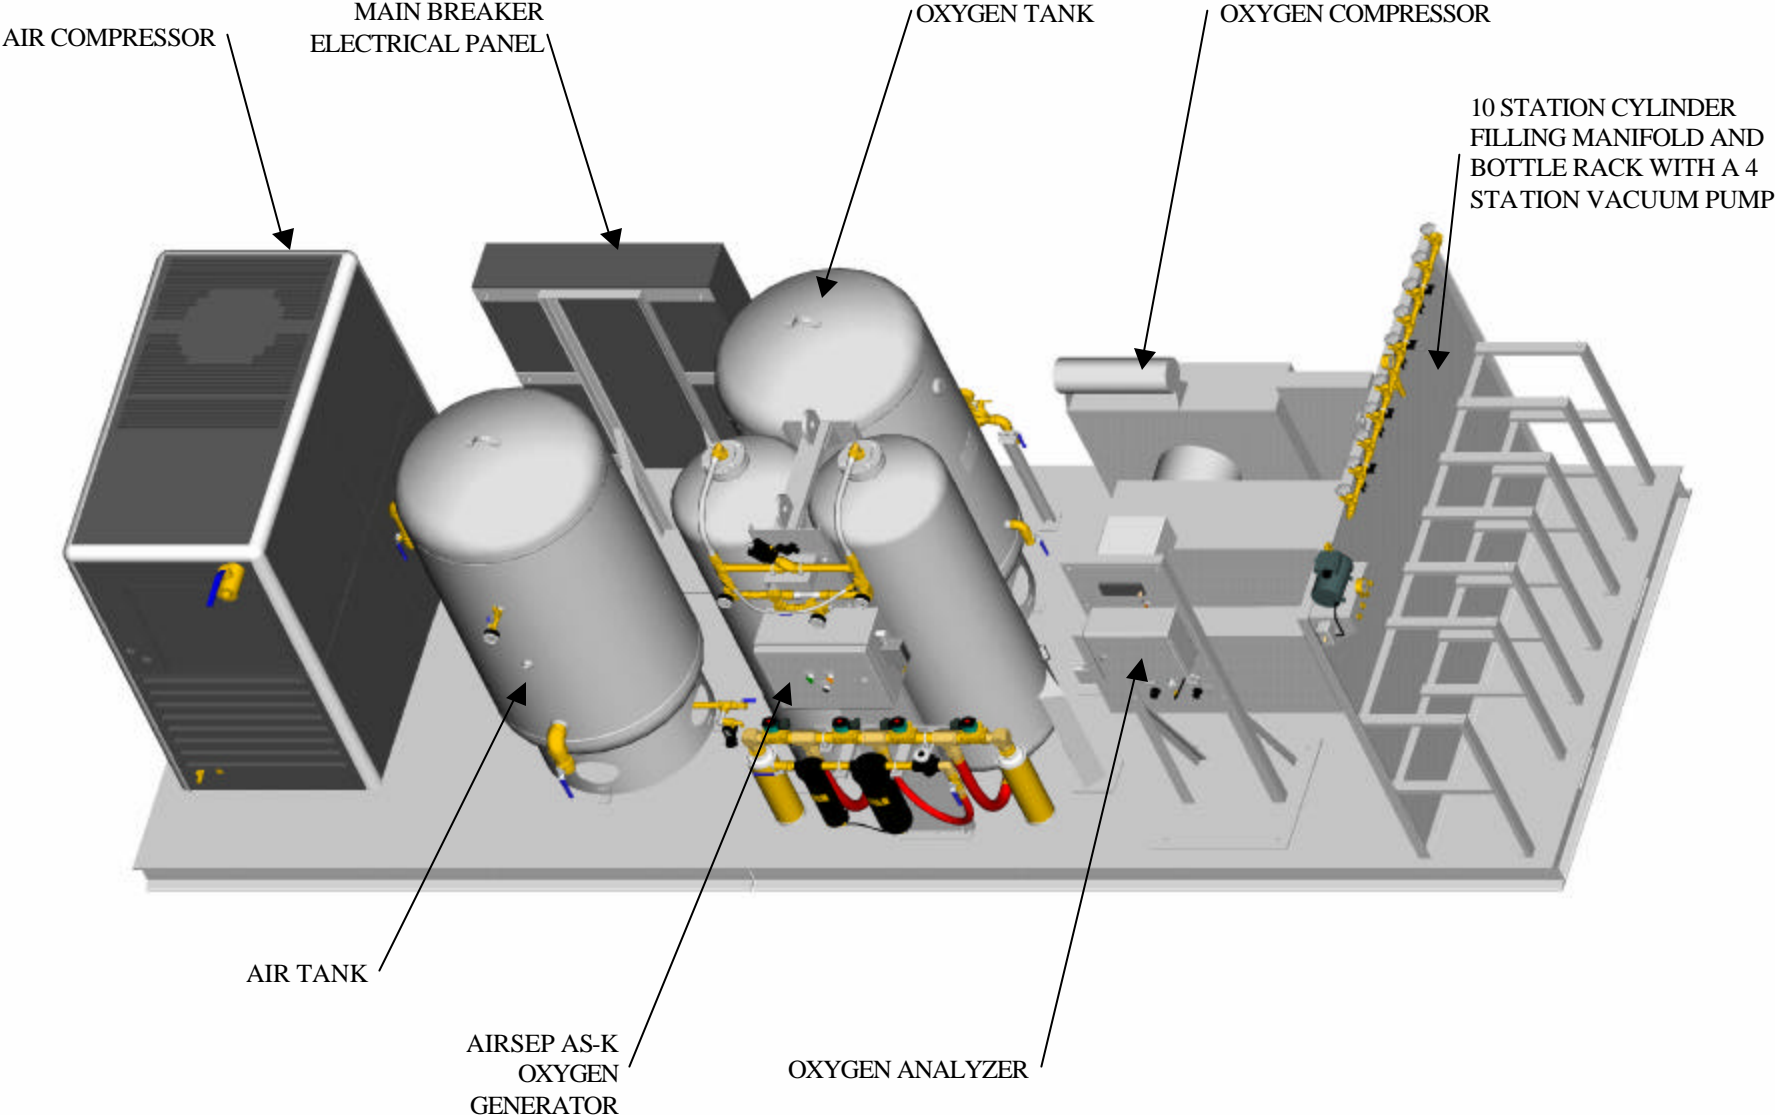 AIR COMPRESSOR
MAIN BREAKER
ELECTRICAL PANEL
OXYGEN TANK
OXYGEN COMPRESSOR
10 STATION CYLINDER
FILLING MANIFOLD AND
BOTTLE RACK WITH A 4
STATION VACUUM PUMP
AIR TANK
AIRSEP AS-K
OXYGEN
GENERATOR
OXYGEN ANALYZER